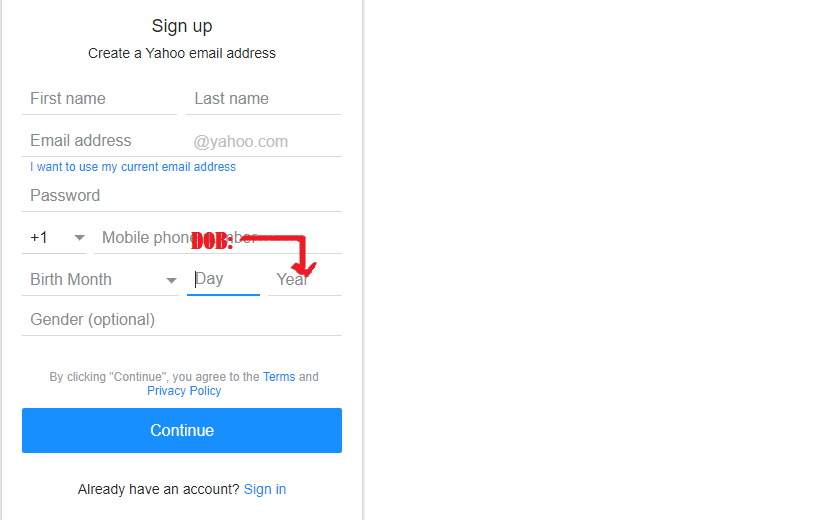 Sign up
Create a Yahoo email address
First name Last name
Email address @yahoo.com
I want to use my current email address
Password
+1 Mobile phone number
DOB:
Birth Month Day Year
Gender (optional)
By clicking "Continue", you agree to the Terms and
Privacy Policy
Continue
Already have an account? Sign in